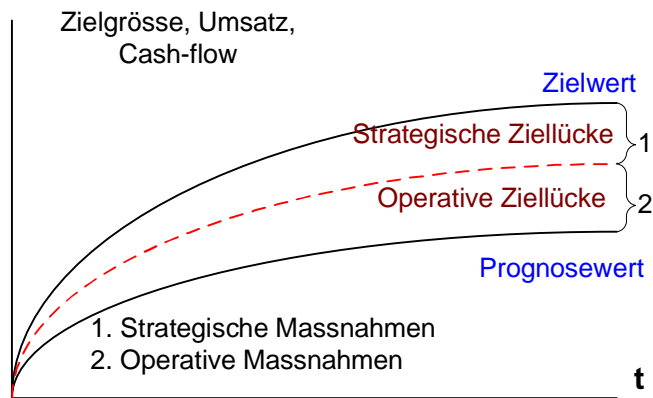 Zielgrösse, Umsatz,
Cash-flow
Zielwert
Strategische Ziellücke
1
Operative Ziellücke
2
Prognosewert
1. Strategische Massnahmen
2. Operative Massnahmen
t